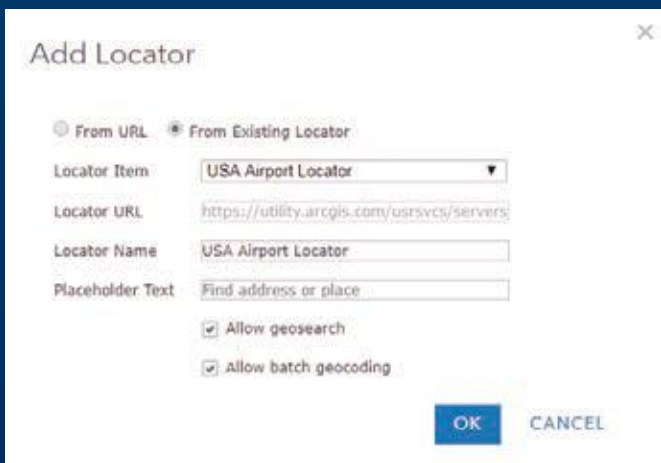 Add Locator
From URL From Existing Locator
Locator Item USA Airport Locator
Locator URL https://utility.arcgis.com/usrsvcs/servers
Locator Name USA Airport Locator
Placeholder Text Find address or place
Allow geosearch
Allow batch geocoding
OK CANCEL